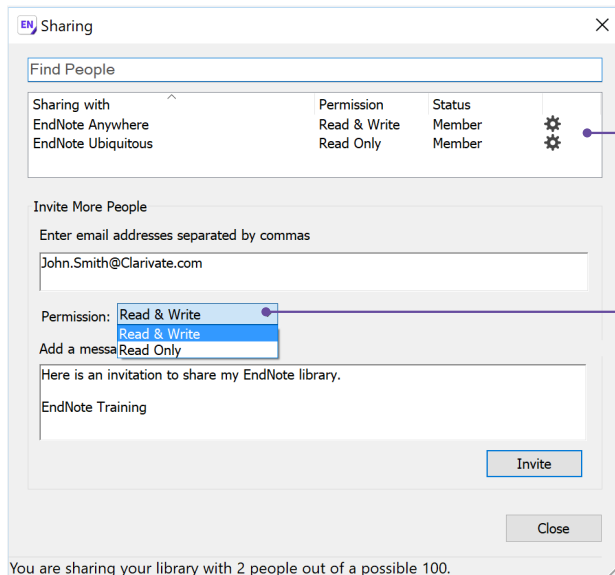 EN Sharing
Find People
Sharing with Permission Status
EndNote Anywhere Read & Write Member
EndNote Ubiquitous Read Only Member
Invite More People
Enter email addresses separated by commas
John.Smith@Clarivate.com
Permission: Read & Write
Read & Write
Add a messa Read Only
Here is an invitation to share my EndNote library.
EndNote Training
Invite
Close
You are sharing your library with 2 people out of a possible 100.